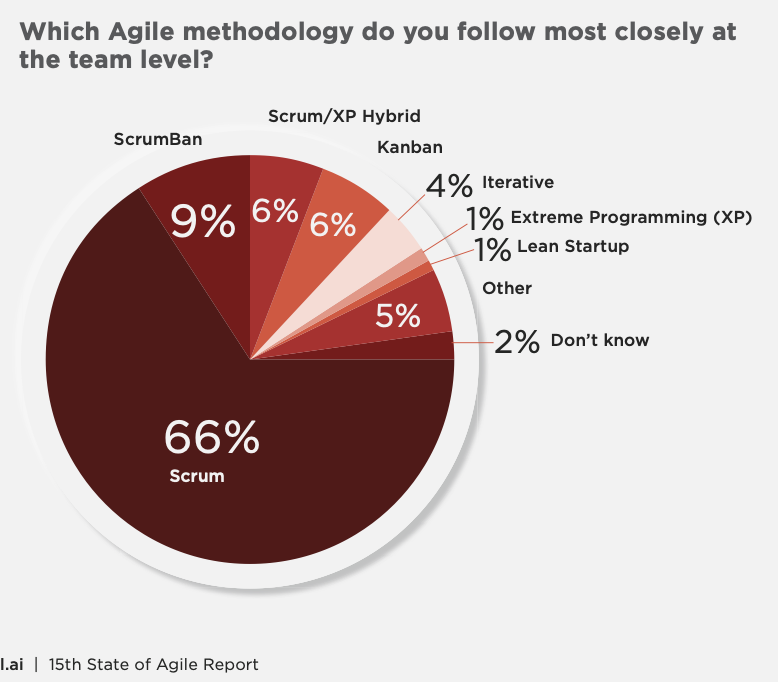 Which Agile methodology do you follow most closely at
the team level?
Scrum/XP Hybrid
ScrumBan
Kanban
4% Iterative
9%
6%
6%
1% Extreme Programming (XP)
1% Lean Startup
Other
5%
2% Don't know
66%
Scrum
l.ai | 15th State of Agile Report